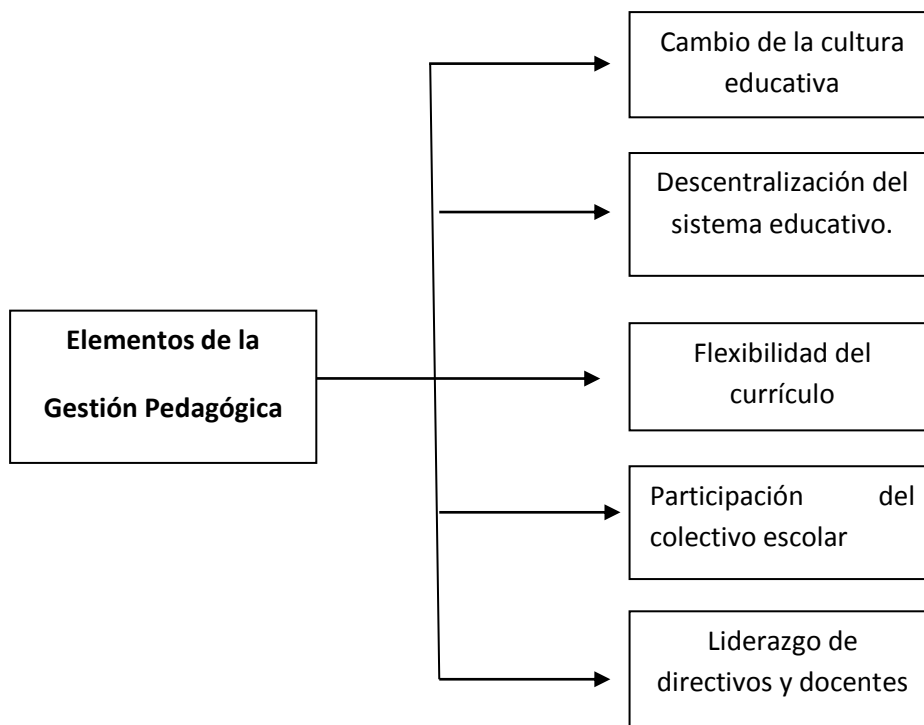 Cambio de la cultura
educativa
Descentralización del
sistema educativo.
Elementos de la
Gestión Pedagógica
Flexibilidad del
currículo
Participación del
colectivo escolar
Liderazgo de
directivos y docentes